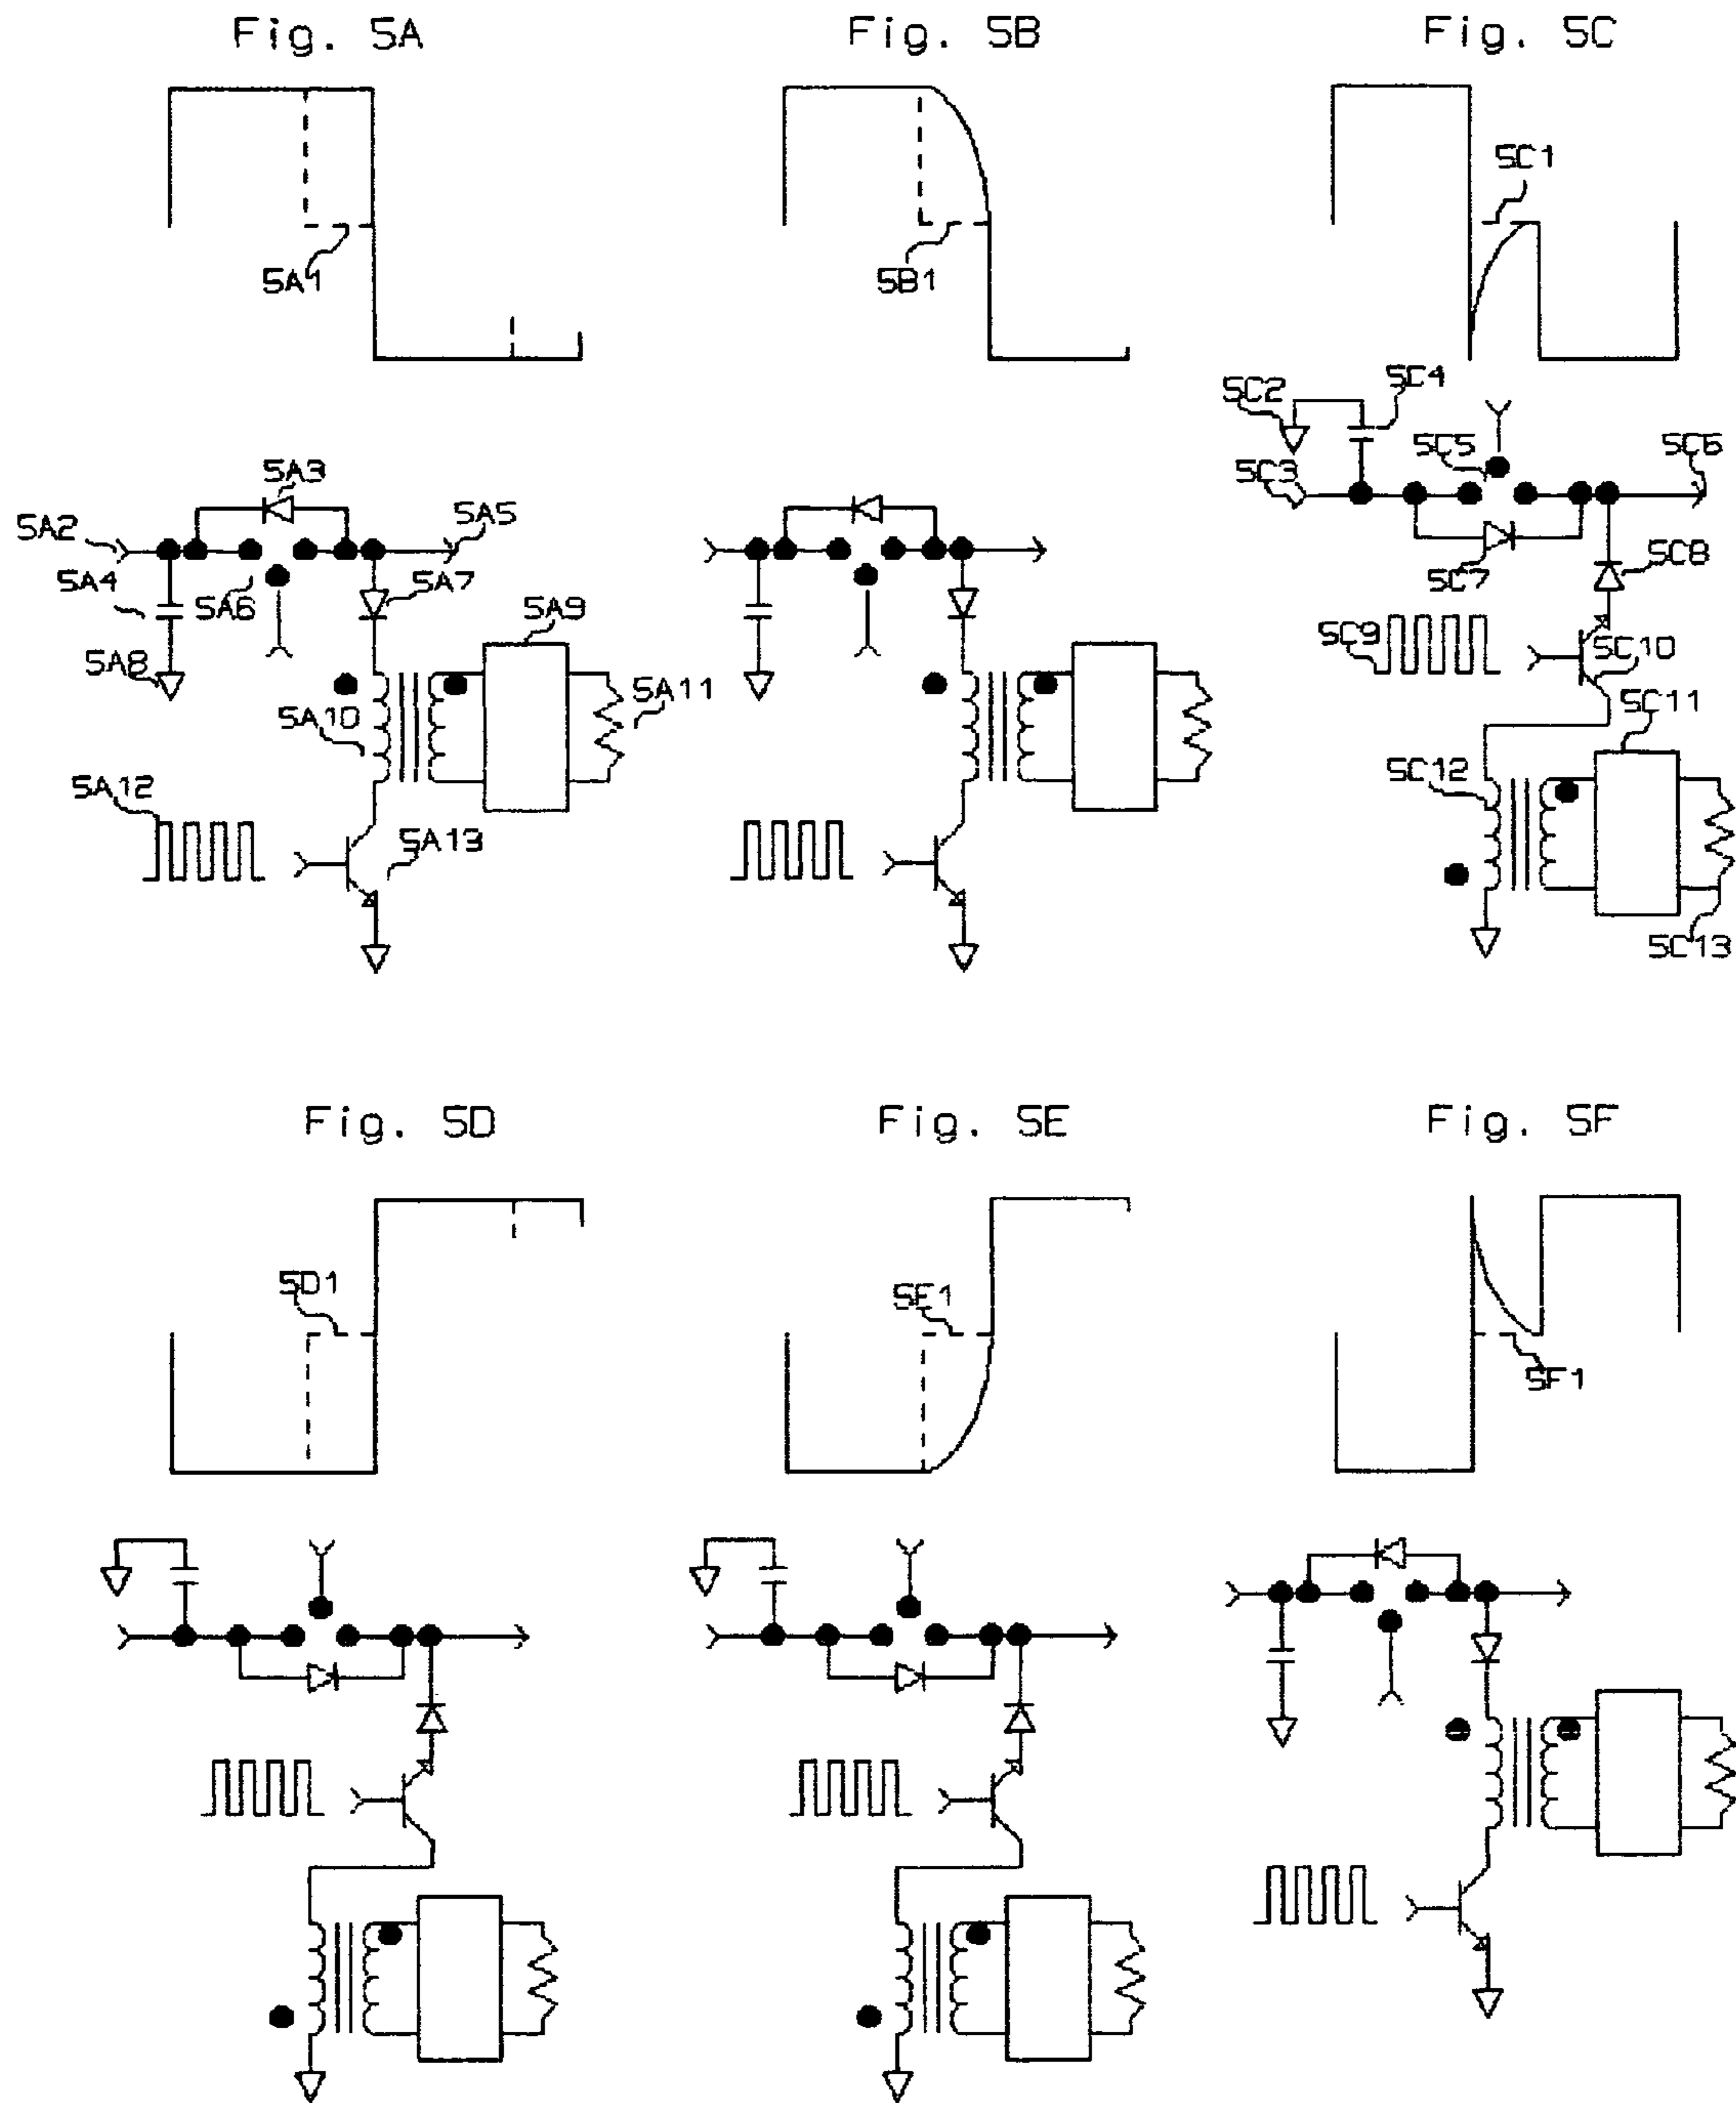 Fig. 5A
Fig. 5B
Fig. 5C
5A1
5B1
5C1
5C2
5C4
5C3
5C5
5C6
5A3
5A2
5A5
5A4
5A6
5A7
5C7
5C8
5A8
5A9
5C9
5C10
5A10
5A11
5C11
5A12
5C12
5A13
5C13
Fig. 5D
Fig. 5E
Fig. 5F
5D1
5E1
5F1